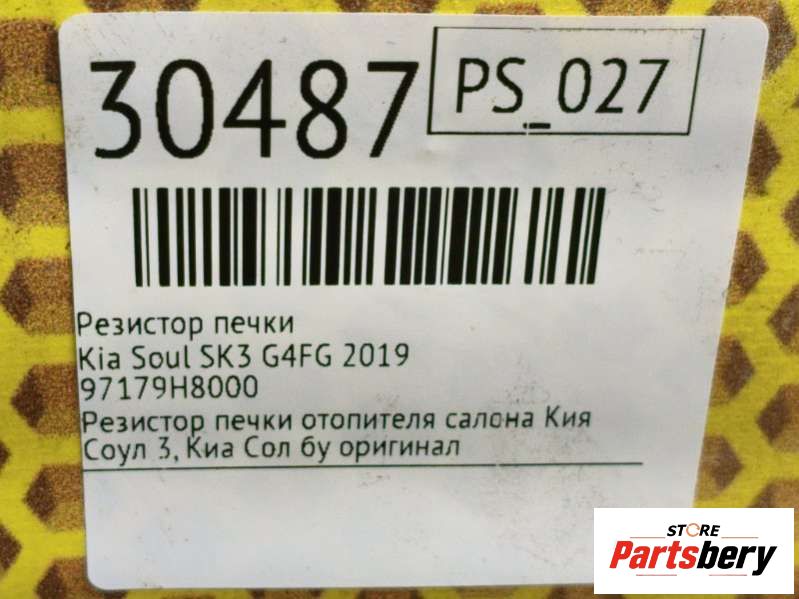 30487
PS_027
Резистор печки
Kia Soul SK3 G4FG 2019
97179H8000
Резистор печки отопителя салона Кия
Соул 3, Киа Сол бу оригинал
STORE
Partsbery